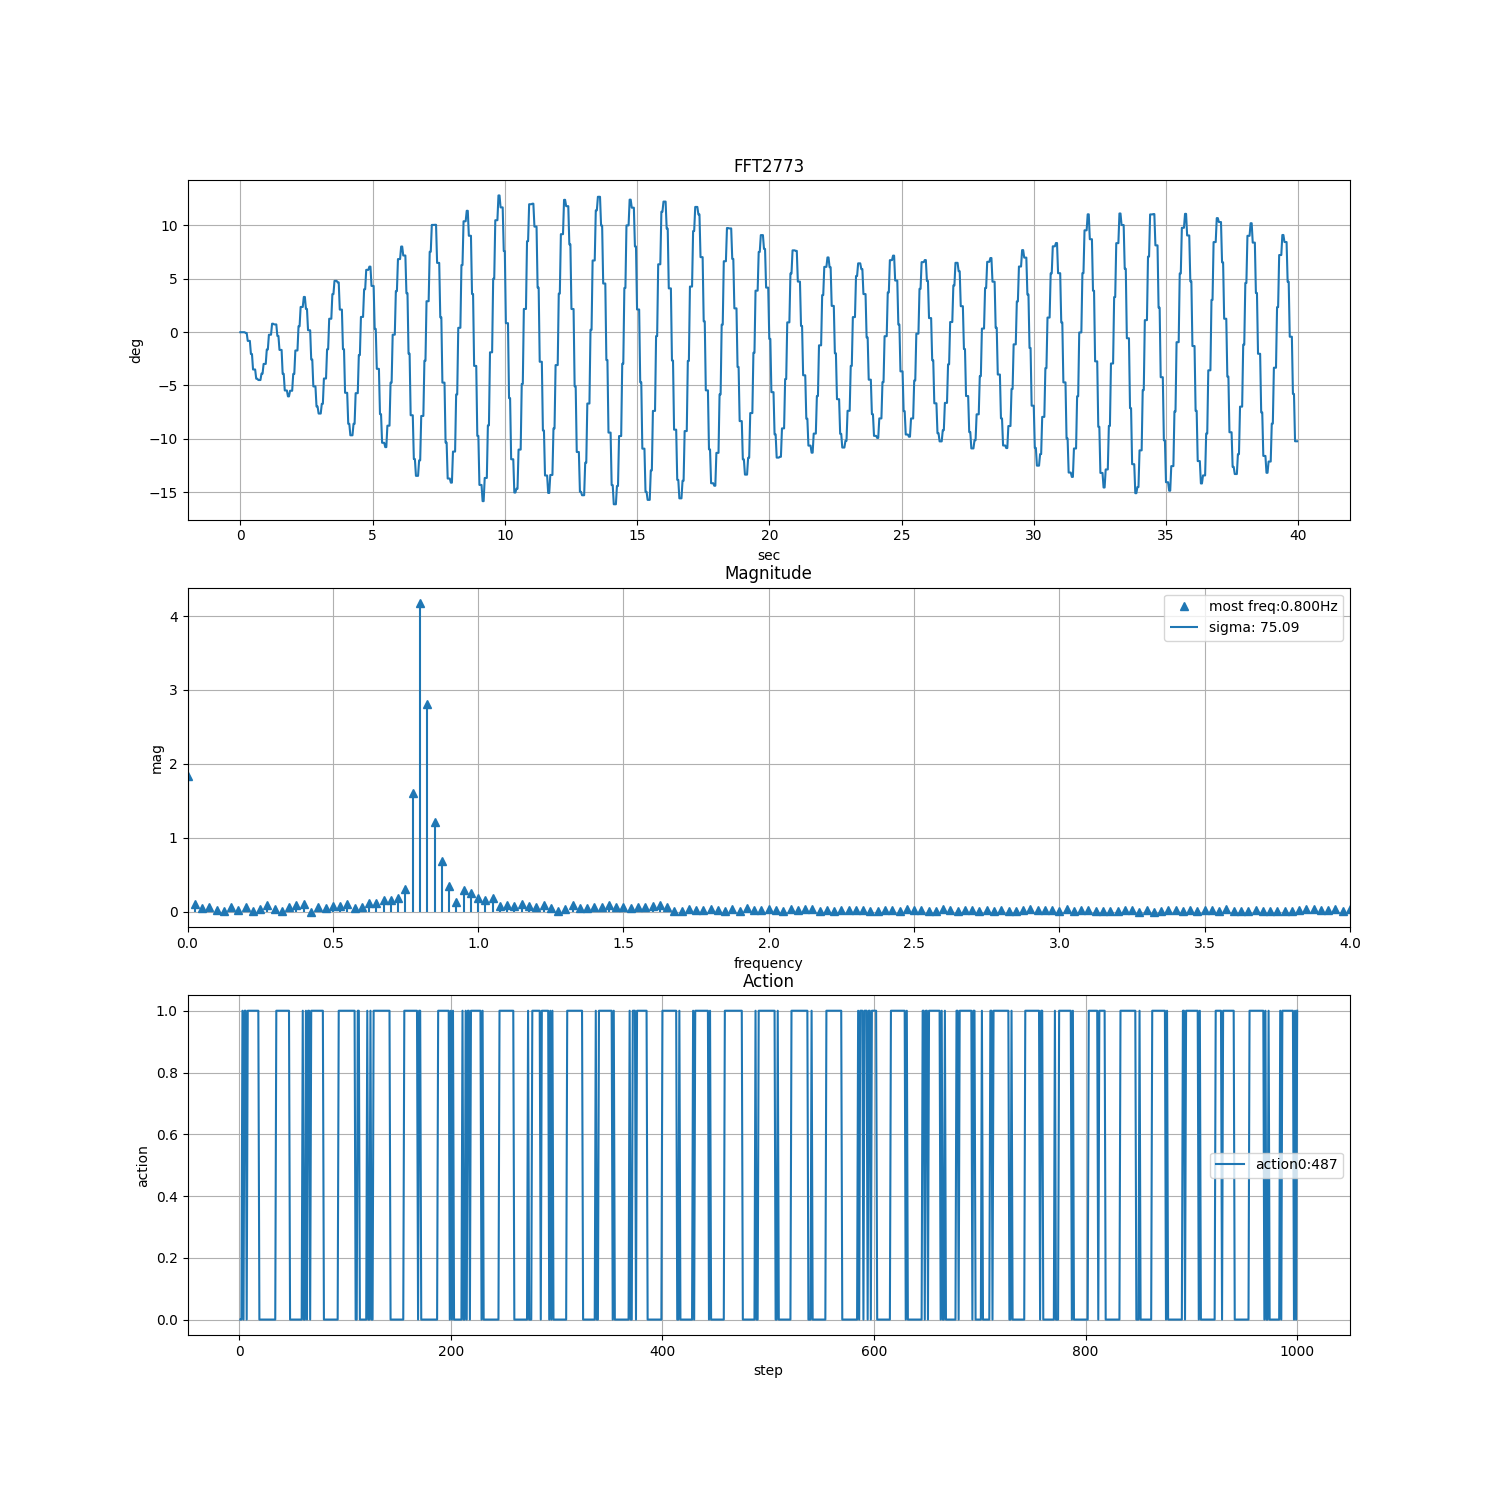 FFT2773
10
5
0
−5
−10
−15
deg
0 5 10 15 20 25 30 35 40
sec
Magnitude
most freq:0.800Hz
sigma: 75.09
4
3
2
1
0
mag
0.0 0.5 1.0 1.5 2.0 2.5 3.0 3.5 4.0
frequency
Action
1.0
0.8
0.6
0.4
0.2
0.0
action
action0:487
0 200 400 600 800 1000
step